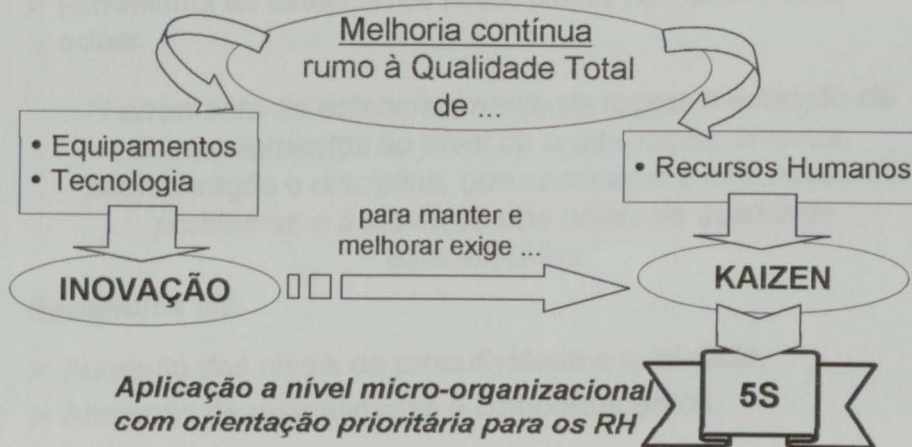 Melhoria contínua
rumo à Qualidade Total
de ...
• Equipamentos
• Tecnologia
• Recursos Humanos
para manter e
melhorar exige ...
INOVAÇÃO
KAIZEN
Aplicação a nível micro-organizacional
com orientação prioritária para os RH
5S